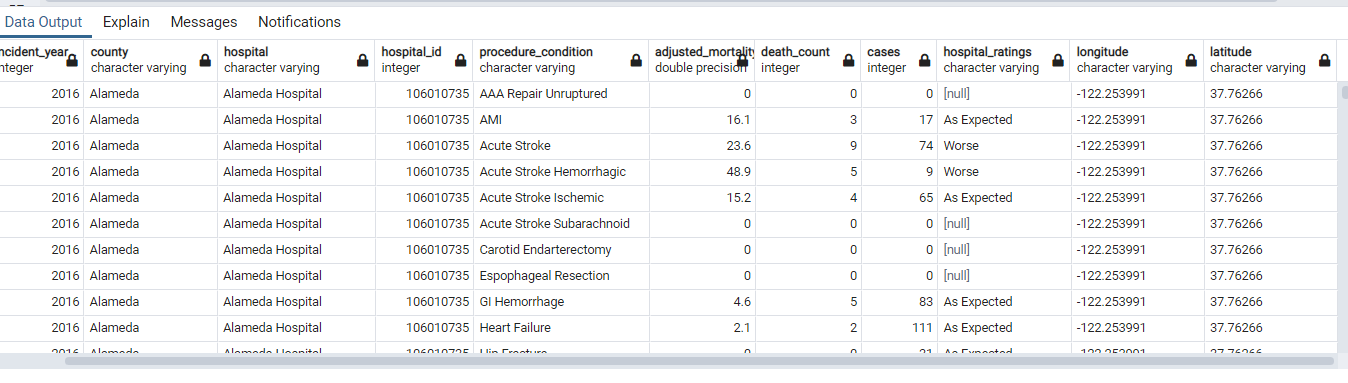 Data Output Explain Messages Notifications
ncident_year county hospital hospital_id procedure_condition adjusted_mortality death_count cases hospital_ratings longitude latitude
nteger character varying character varying integer character varying double precision integer integer character varying character varying character varying
2016 Alameda Alameda Hospital 106010735 AAA Repair Unruptured 0 0 0 [null] -122.253991 37.76266
2016 Alameda Alameda Hospital 106010735 AMI 16.1 3 17 As Expected -122.253991 37.76266
2016 Alameda Alameda Hospital 106010735 Acute Stroke 23.6 9 74 Worse -122.253991 37.76266
2016 Alameda Alameda Hospital 106010735 Acute Stroke Hemorrhagic 48.9 5 9 Worse -122.253991 37.76266
2016 Alameda Alameda Hospital 106010735 Acute Stroke Ischemic 15.2 4 65 As Expected -122.253991 37.76266
2016 Alameda Alameda Hospital 106010735 Acute Stroke Subarachnoid 0 0 0 [null] -122.253991 37.76266
2016 Alameda Alameda Hospital 106010735 Carotid Endarterectomy 0 0 0 [null] -122.253991 37.76266
2016 Alameda Alameda Hospital 106010735 Espophageal Resection 0 0 0 [null] -122.253991 37.76266
2016 Alameda Alameda Hospital 106010735 GI Hemorrhage 4.6 5 83 As Expected -122.253991 37.76266
2016 Alameda Alameda Hospital 106010735 Heart Failure 2.1 2 111 As Expected -122.253991 37.76266
2016 Alameda Alameda Hospital 106010735 Hip Fracture 0 0 21 As Expected -122.253991 37.76266